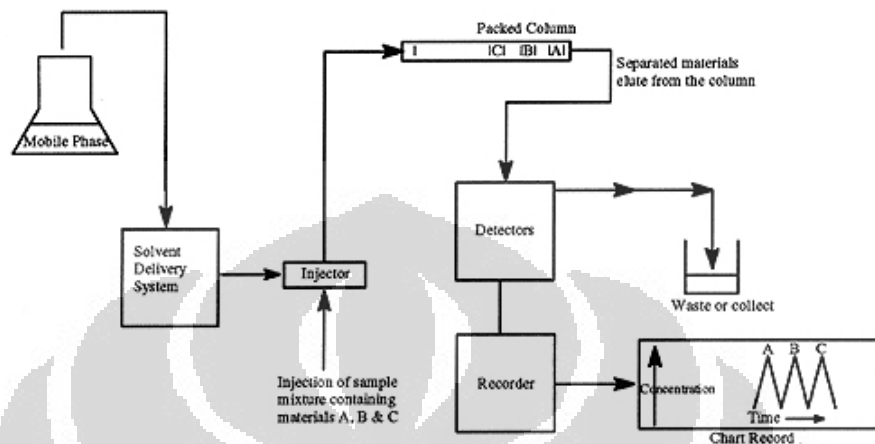 Packed Column
|C| |B| |A|
Separated materials
elute from the column
Mobile Phase
Solvent
Delivery
System
Injector
Detectors
Waste or collect
Injection of sample
mixture containing
materials A, B & C
Recorder
Concentration
A B C
Time
Chart Record